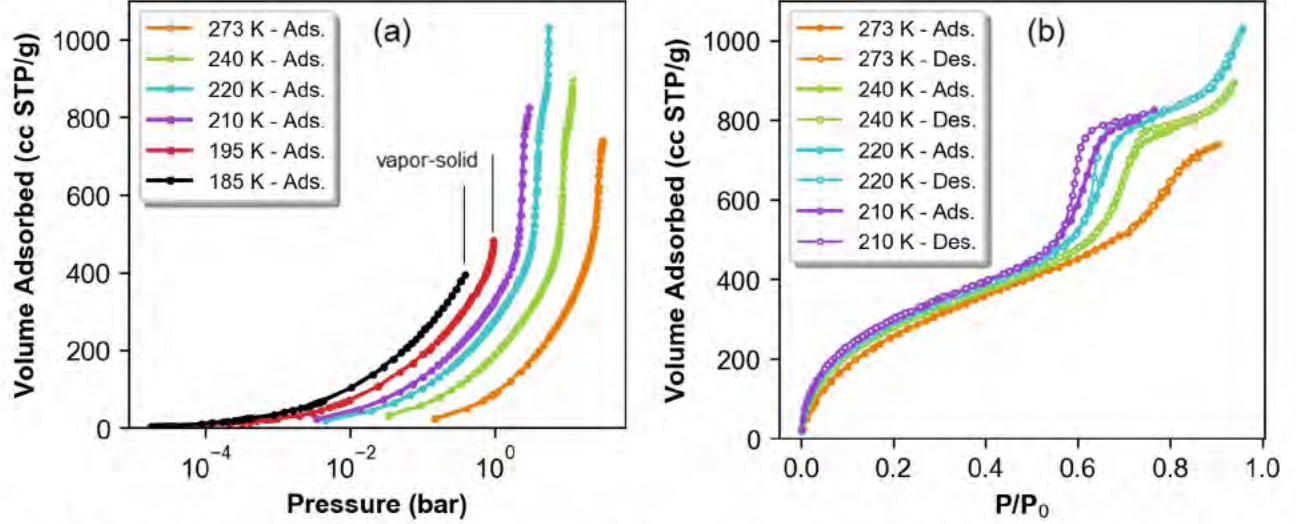 (a)
1000
800
600
400
200
0
Volume Adsorbed (cc STP/g)
273 K - Ads.
240 K - Ads.
220 K - Ads.
210 K - Ads.
195 K - Ads.
185 K - Ads.
vapor-solid
10⁻⁴ 10⁻² 10⁰
Pressure (bar)
(b)
1000
800
600
400
200
0
Volume Adsorbed (cc STP/g)
273 K - Ads.
273 K - Des.
240 K - Ads.
240 K - Des.
220 K - Ads.
220 K - Des.
210 K - Ads.
210 K - Des.
0.0 0.2 0.4 0.6 0.8 1.0
P/P₀